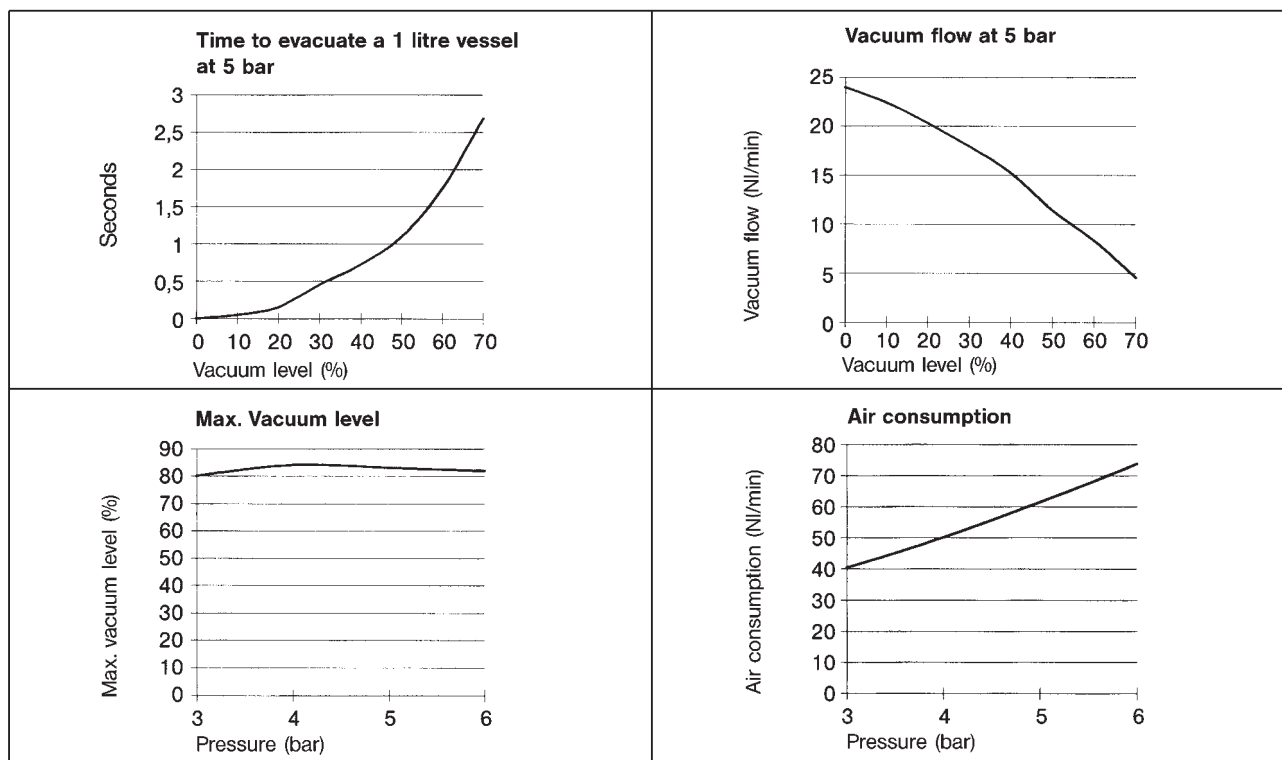 Time to evacuate a 1 litre vessel
at 5 bar
3
2,5
2
1,5
1
0,5
0
Seconds
0 10 20 30 40 50 60 70
Vacuum level (%)
Vacuum flow at 5 bar
25
20
15
10
5
0
Vacuum flow (Nl/min)
0 10 20 30 40 50 60 70
Vacuum level (%)
Max. Vacuum level
90
80
70
60
50
40
30
20
10
0
Max. vacuum level (%)
3 4 5 6
Pressure (bar)
Air consumption
80
70
60
50
40
30
20
10
0
Air consumption (Nl/min)
3 4 5 6
Pressure (bar)